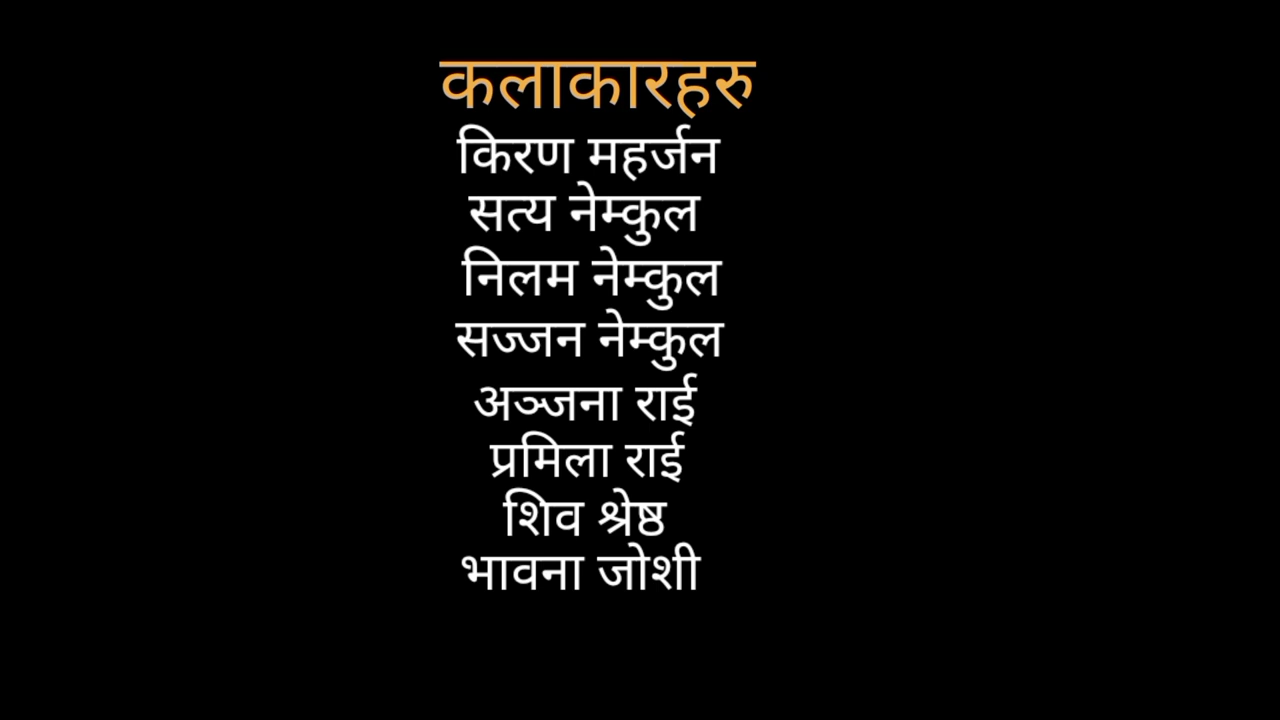 कलाकारहरु
किरण महर्जन
सत्य नेम्कुल
निलम नेम्कुल
सज्जन नेम्कुल
अञ्जना राई
प्रमिला राई
शिव श्रेष्ठ
भावना जोशी